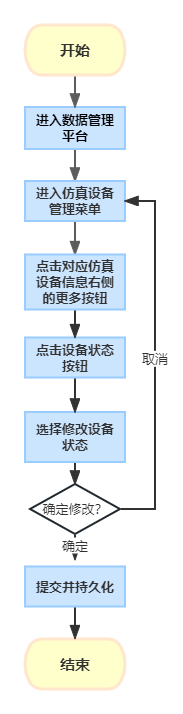 开始
进入数据管理
平台
进入仿真设备
管理菜单
点击对应仿真
设备信息右侧
的更多按钮
点击设备状态
按钮
取消
选择修改设备
状态
确定修改?
确定
提交并持久化
结束